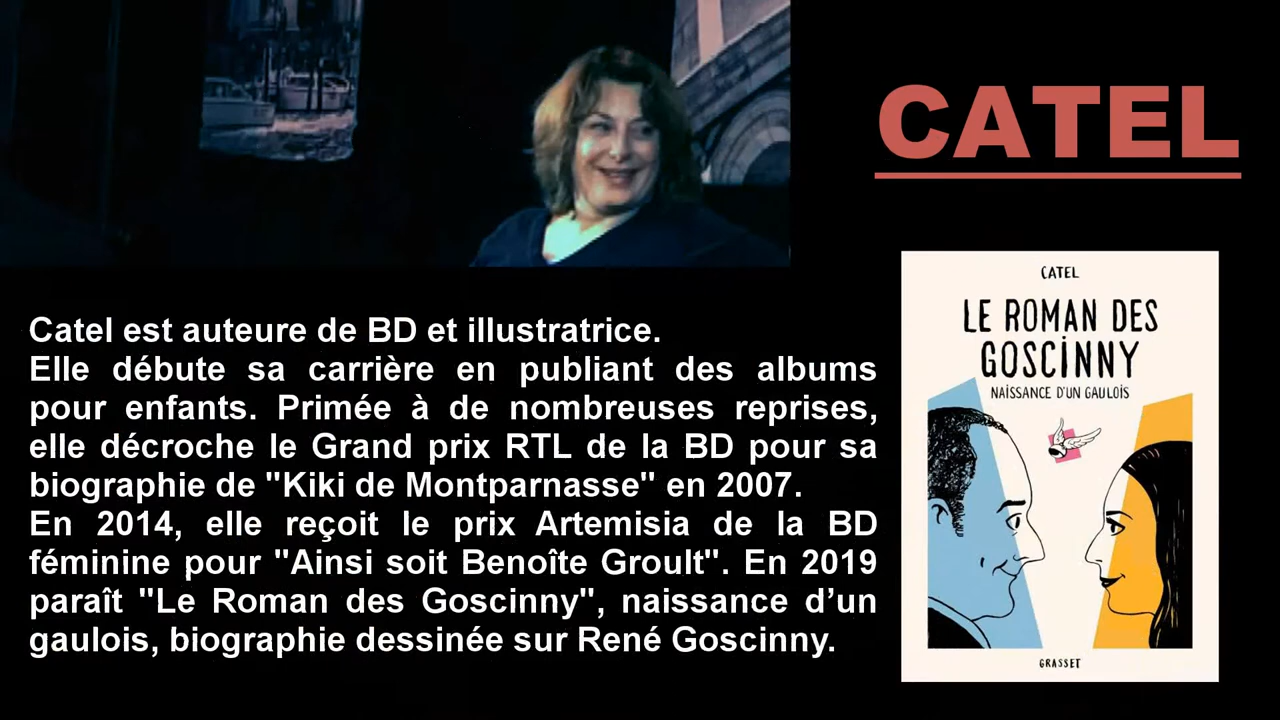 CATEL
Catel est auteure de BD et illustratrice.
Elle débute sa carrière en publiant des albums
pour enfants. Primée à de nombreuses reprises,
elle décroche le Grand prix RTL de la BD pour sa
biographie de "Kiki de Montparnasse" en 2007.
En 2014, elle reçoit le prix Artemisia de la BD
féminine pour "Ainsi soit Benoîte Groult". En 2019
paraît "Le Roman des Goscinny", naissance d’un
gaulois, biographie dessinée sur René Goscinny.
CATEL
LE ROMAN DES
GOSCINNY
NAISSANCE D'UN GAULOIS
GRASSET